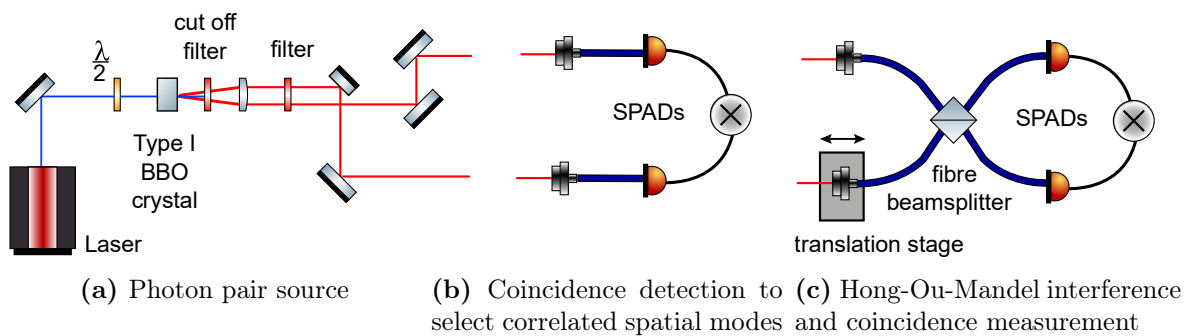 cut off
filter
filter
λ
2
Type I
BBO
crystal
Laser
SPADs
SPADs
fibre
beamsplitter
translation stage
(a) Photon pair source
(b) Coincidence detection to
select correlated spatial modes
(c) Hong-Ou-Mandel interference
and coincidence measurement